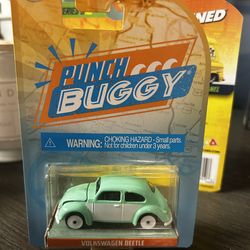 PUNCH
BUGGY
WARNING: CHOKING HAZARD - Small parts.
Not for children under 3 years.
VOLKSWAGEN BEETLE